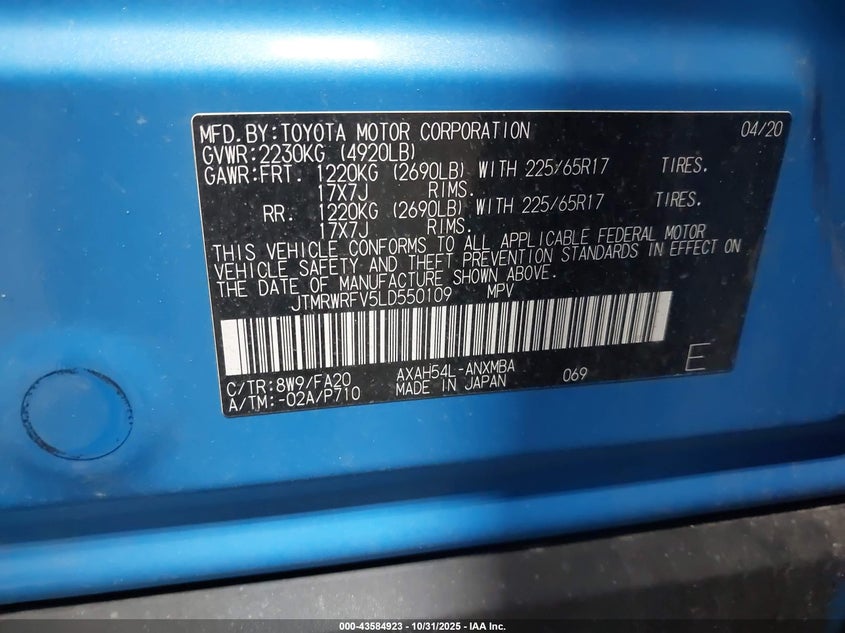 MFD.BY:TOYOTA MOTOR CORPORATION 04/20
GVWR:2230KG (4920LB)
GAWR:FRT. 1220KG (2690LB) WITH 225/65R17 TIRES.
17X7J RIMS.
RR. 1220KG (2690LB) WITH 225/65R17 TIRES.
17X7J RIMS.
THIS VEHICLE CONFORMS TO ALL APPLICABLE FEDERAL MOTOR
VEHICLE SAFETY AND THEFT PREVENTION STANDARDS IN EFFECT ON
THE DATE OF MANUFACTURE SHOWN ABOVE.
JTMRWRFV5LD550109 MPV
E
C/TR:8W9/FA20 AXAH54L-ANXMBA 069
A/TM:-02A/P710 MADE IN JAPAN
000-43584923 - 10/31/2025 - IAA Inc.